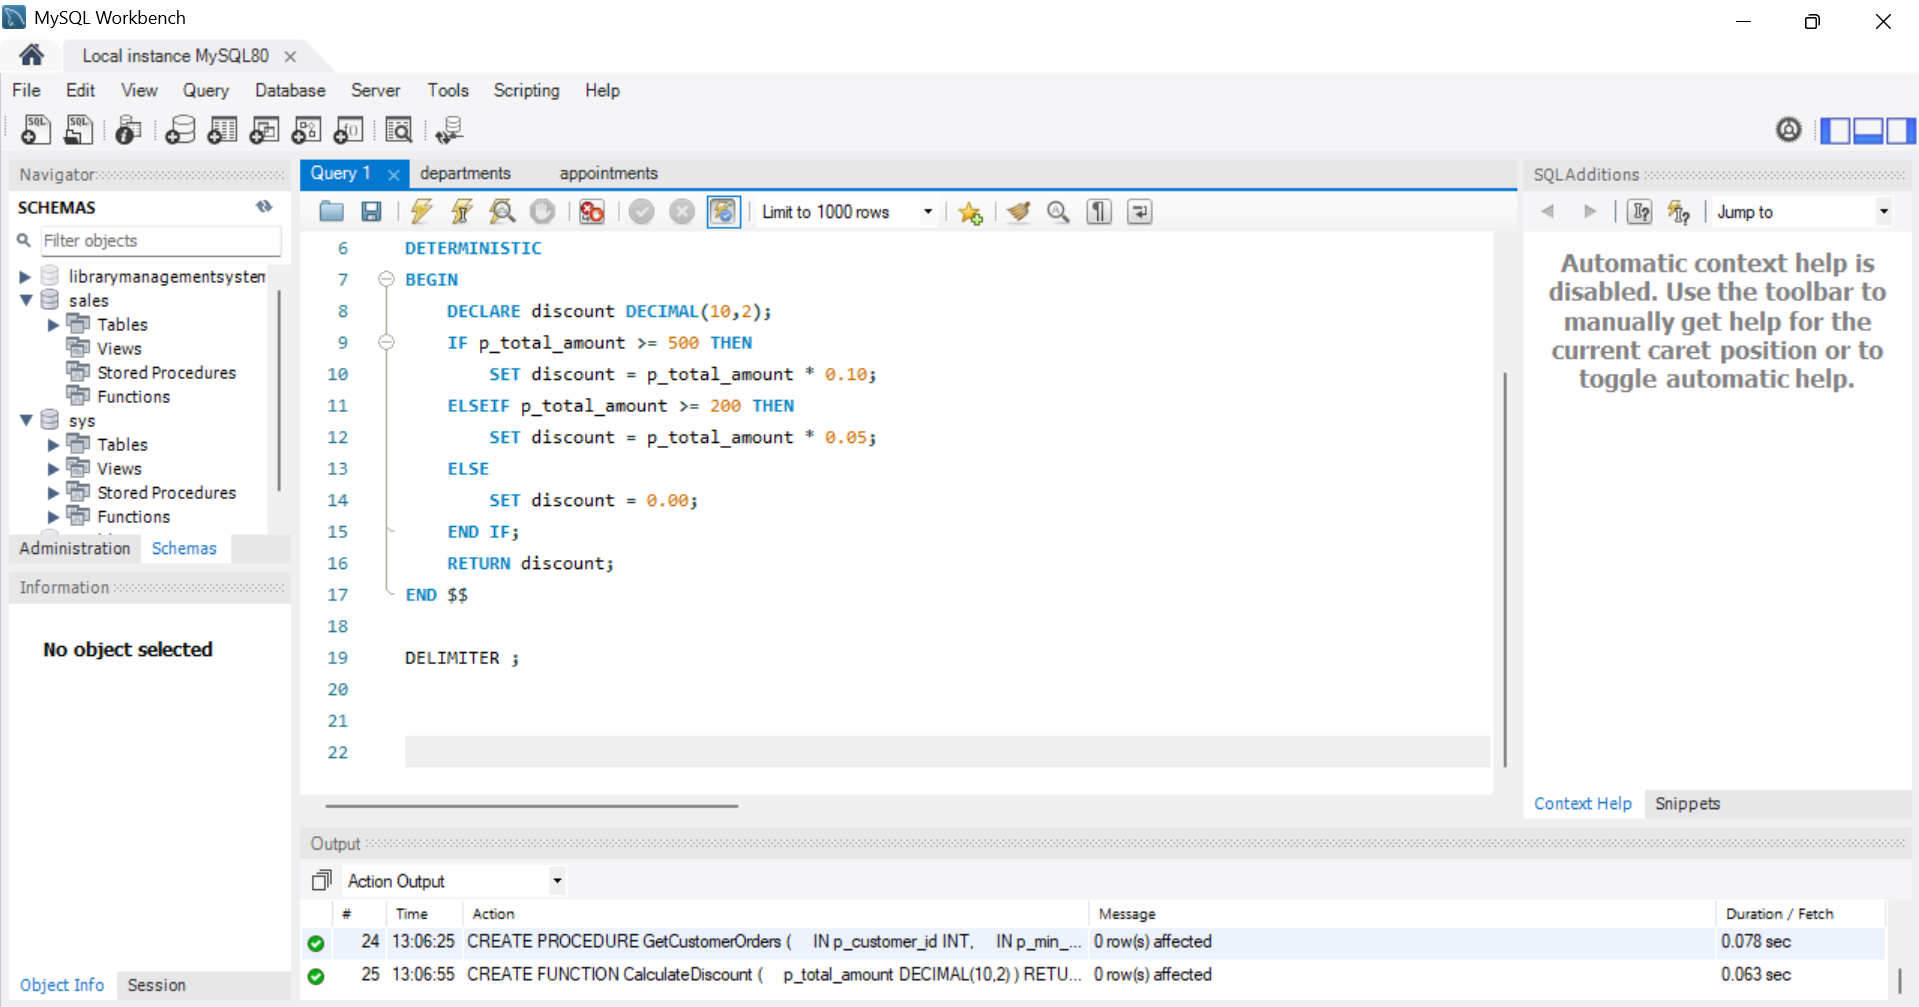 MySQL Workbench
Local instance MySQL80
File Edit View Query Database Server Tools Scripting Help
Navigator
SCHEMAS
Filter objects
librarymanagementsystem
sales
Tables
Views
Stored Procedures
Functions
sys
Tables
Views
Stored Procedures
Functions
Administration Schemas
Information
No object selected
Object Info Session
Query 1 departments appointments
Limit to 1000 rows
6 DETERMINISTIC
7 BEGIN
8 DECLARE discount DECIMAL(10,2);
9 IF p_total_amount >= 500 THEN
10 SET discount = p_total_amount * 0.10;
11 ELSEIF p_total_amount >= 200 THEN
12 SET discount = p_total_amount * 0.05;
13 ELSE
14 SET discount = 0.00;
15 END IF;
16 RETURN discount;
17 END $$
18
19 DELIMITER ;
20
21
22
SQLAdditions
Jump to
Automatic context help is
disabled. Use the toolbar to
manually get help for the
current caret position or to
toggle automatic help.
Context Help Snippets
Output
Action Output
# Time Action Message Duration / Fetch
24 13:06:25 CREATE PROCEDURE GetCustomerOrders ( IN p_customer_id INT, IN p_min_... 0 row(s) affected 0.078 sec
25 13:06:55 CREATE FUNCTION CalculateDiscount ( p_total_amount DECIMAL(10,2) ) RETU... 0 row(s) affected 0.063 sec